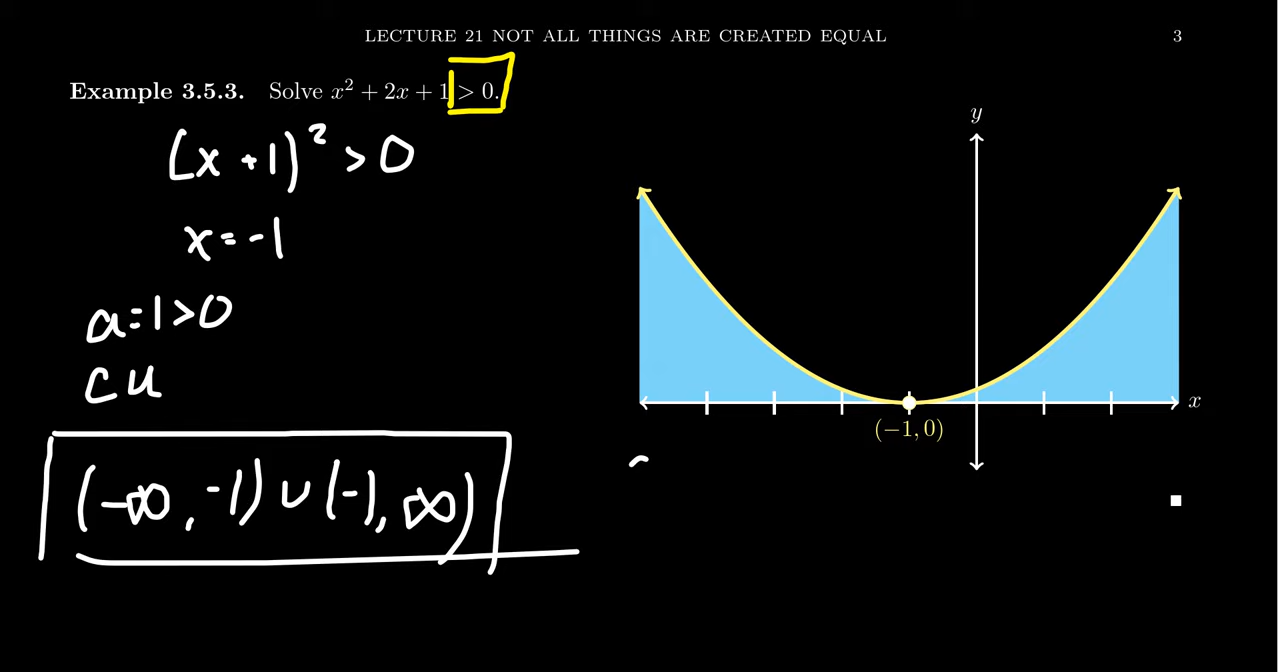 LECTURE 21 NOT ALL THINGS ARE CREATED EQUAL 3
Example 3.5.3. Solve x² + 2x + 1 > 0.
(x + 1)² > 0
x = -1
a = 1 > 0
CU
(-∞, -1) ∪ (-1, ∞)
y
x
(−1, 0)